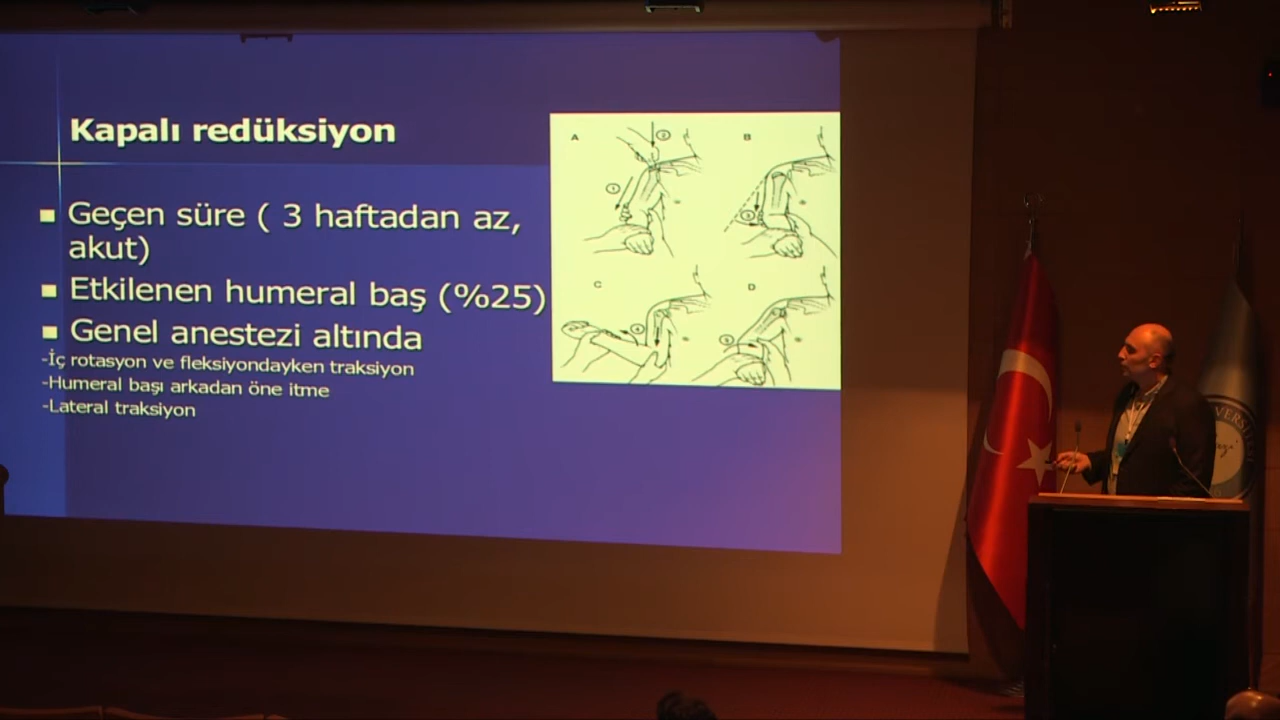 Kapalı redüksiyon
Geçen süre ( 3 haftadan az,
akut)
Etkilenen humeral baş (%25)
Genel anestezi altında
-İç rotasyon ve fleksiyondayken traksiyon
-Humeral başı arkadan öne itme
-Lateral traksiyon
A
B
C
D